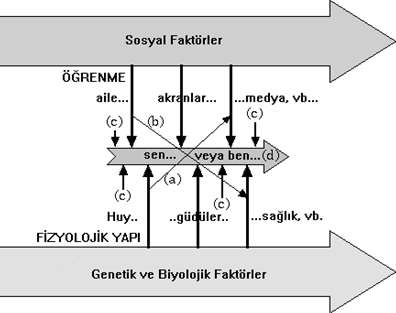 Sosyal Faktörler
ÖĞRENME
aile... akranlar... ...medya, vb...
(c) (b) (c)
sen... veya ben... (d)
(c) (a) (c)
Huy.. ..güdüler.. ...sağlık, vb.
FİZYOLOJİK YAPI
Genetik ve Biyolojik Faktörler